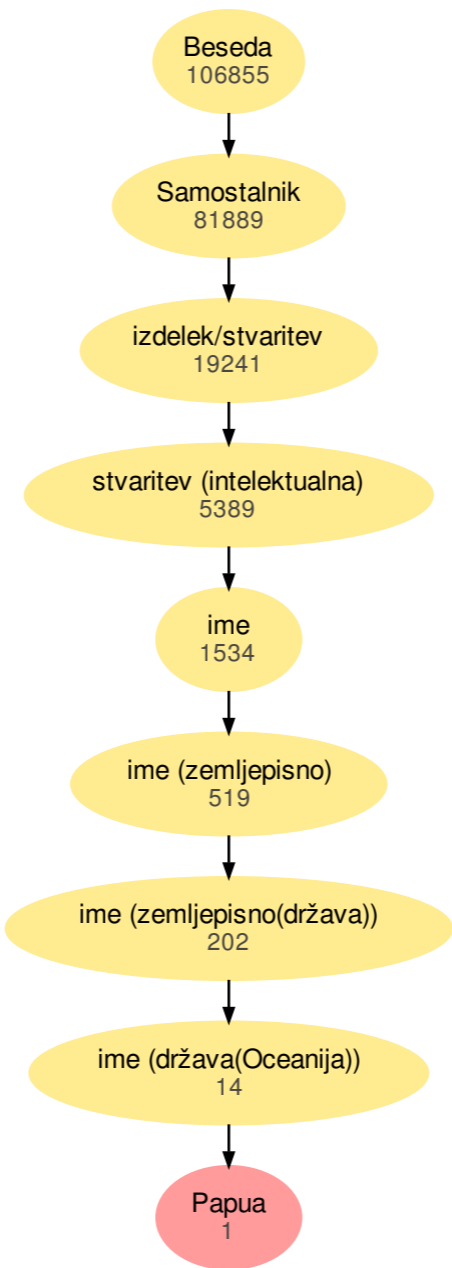 Beseda
106855
Samostalnik
81889
izdelek/stvaritev
19241
stvaritev (intelektualna)
5389
ime
1534
ime (zemljepisno)
519
ime (zemljepisno(država))
202
ime (država(Oceanija))
14
Papua
1